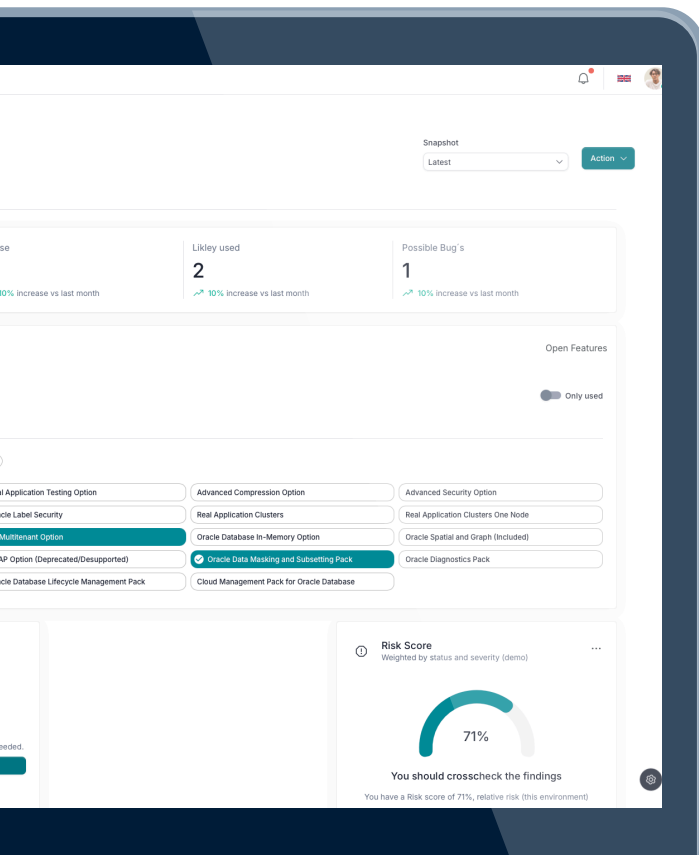 Snapshot
Latest
Action
se
Likley used
Possible Bug´s
2
1
10% increase vs last month
10% increase vs last month
10% increase vs last month
Open Features
Only used
al Application Testing Option
Advanced Compression Option
Advanced Security Option
cle Label Security
Real Application Clusters
Real Application Clusters One Node
Multitenant Option
Oracle Database In-Memory Option
Oracle Spatial and Graph (Included)
AP Option (Deprecated/Desupported)
Oracle Data Masking and Subsetting Pack
Oracle Diagnostics Pack
cle Database Lifecycle Management Pack
Cloud Management Pack for Oracle Database
Risk Score
Weighted by status and severity (demo)
71%
eeded.
You should crosscheck the findings
You have a Risk score of 71%, relative risk (this environment)